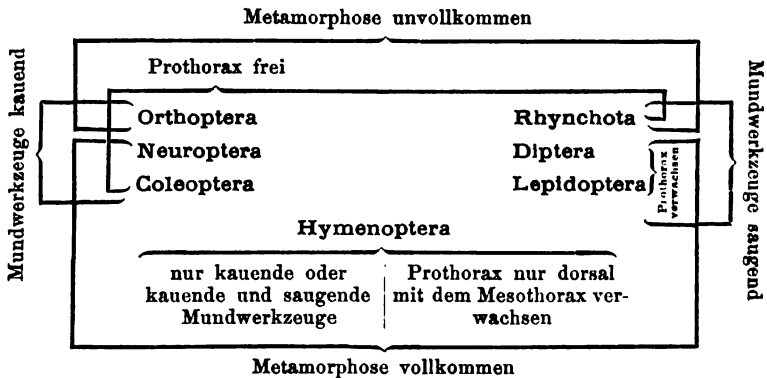 Metamorphose unvollkommen
Prothorax frei
Mundwerkzeuge kauend
Orthoptera
Neuroptera
Coleoptera
Rhynchota
Diptera
Lepidoptera
Prothorax
verwachsen
Mundwerkzeuge saugend
Hymenoptera
nur kauende oder
kauende und saugende
Mundwerkzeuge
Prothorax nur dorsal
mit dem Mesothorax ver-
wachsen
Metamorphose vollkommen